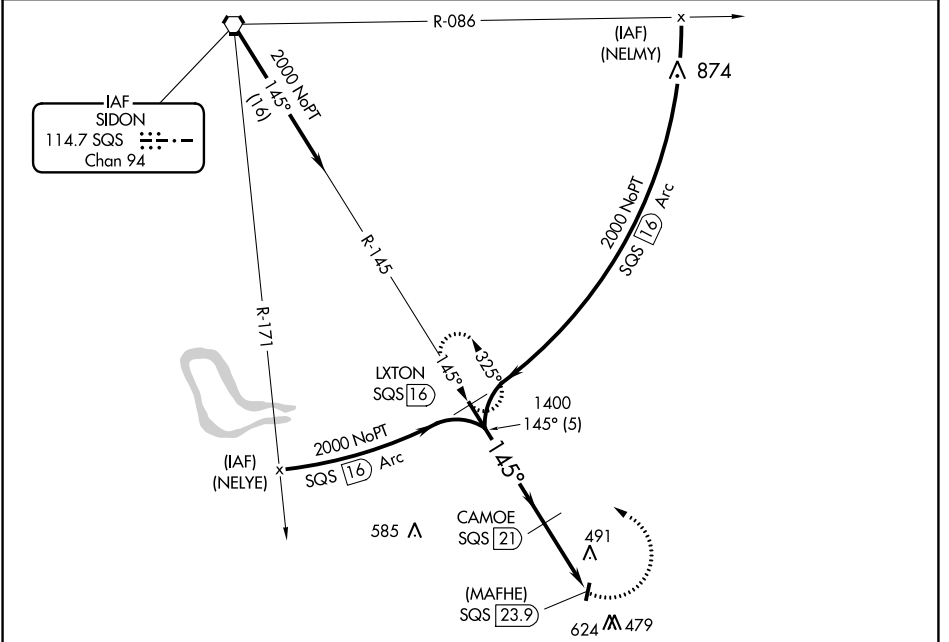 R-086
(IAF)
(NELMY)
874
2000 NoPT
145°
(16)
IAF
SIDON
114.7 SQS
Chan 94
2000 NoPT
SQS 16 Arc
R-145
R-171
LXTON
SQS 16
145°
325°
1400
145° (5)
2000 NoPT
SQS 16 Arc
(IAF)
(NELYE)
145°
585
CAMOE
SQS 21
491
(MAFHE)
SQS 23.9
624
479